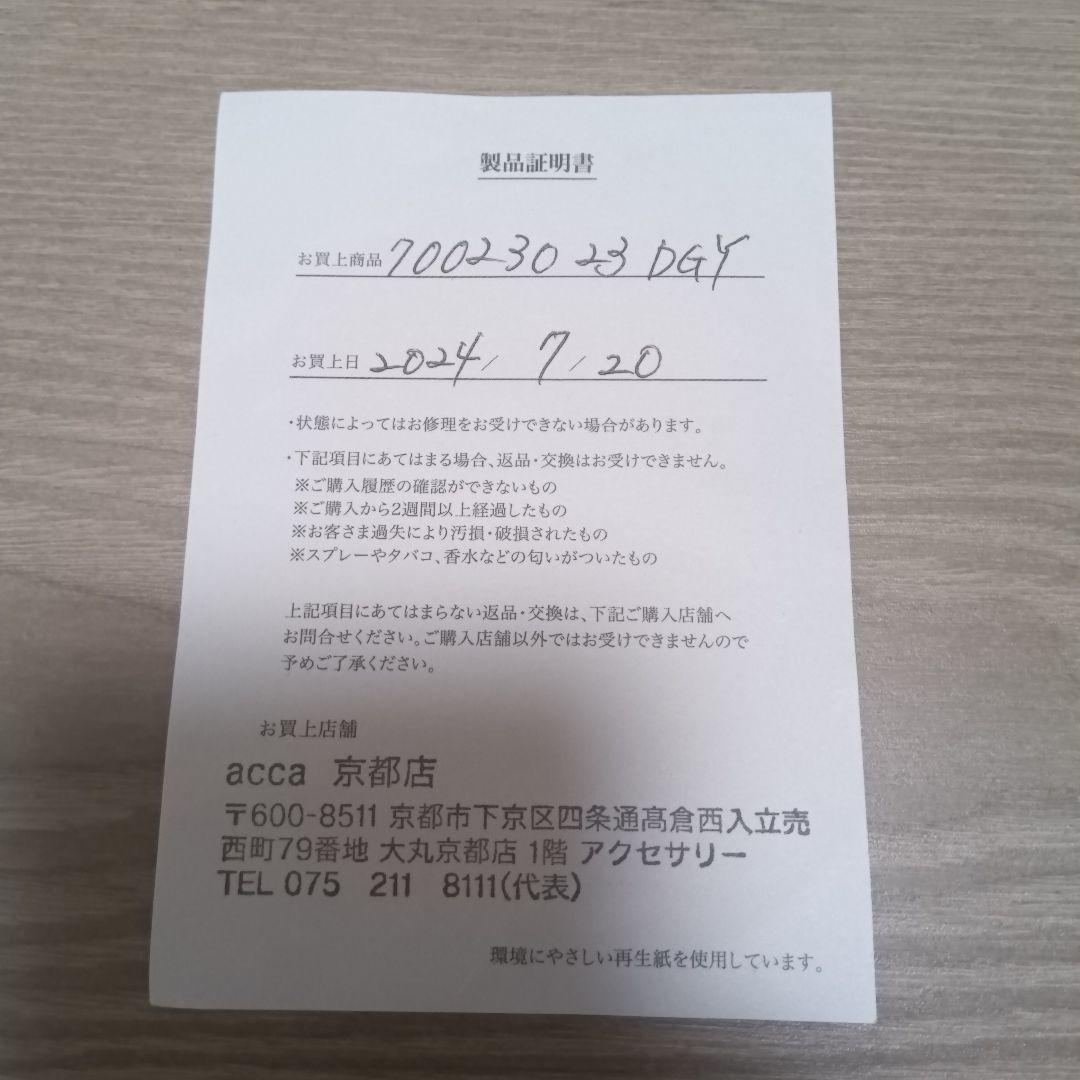 製品証明書
お買上商品 700230 23 DGY
お買上日 2024/ 7/20
・状態によってはお修理をお受けできない場合があります。
・下記項目にあてはまる場合、返品・交換はお受けできません。
※ご購入履歴の確認ができないもの
※ご購入から2週間以上経過したもの
※お客さま過失により汚損・破損されたもの
※スプレーやタバコ、香水などの匂いがついたもの
上記項目にあてはまらない返品・交換は、下記ご購入店舗へ
お問合せください。ご購入店舗以外ではお受けできませんので
予めご了承ください。
お買上店舗
acca 京都店
〒600-8511 京都市下京区四条通高倉西入立売
西町79番地 大丸京都店 1階 アクセサリー
TEL 075 211 8111(代表)
環境にやさしい再生紙を使用しています。